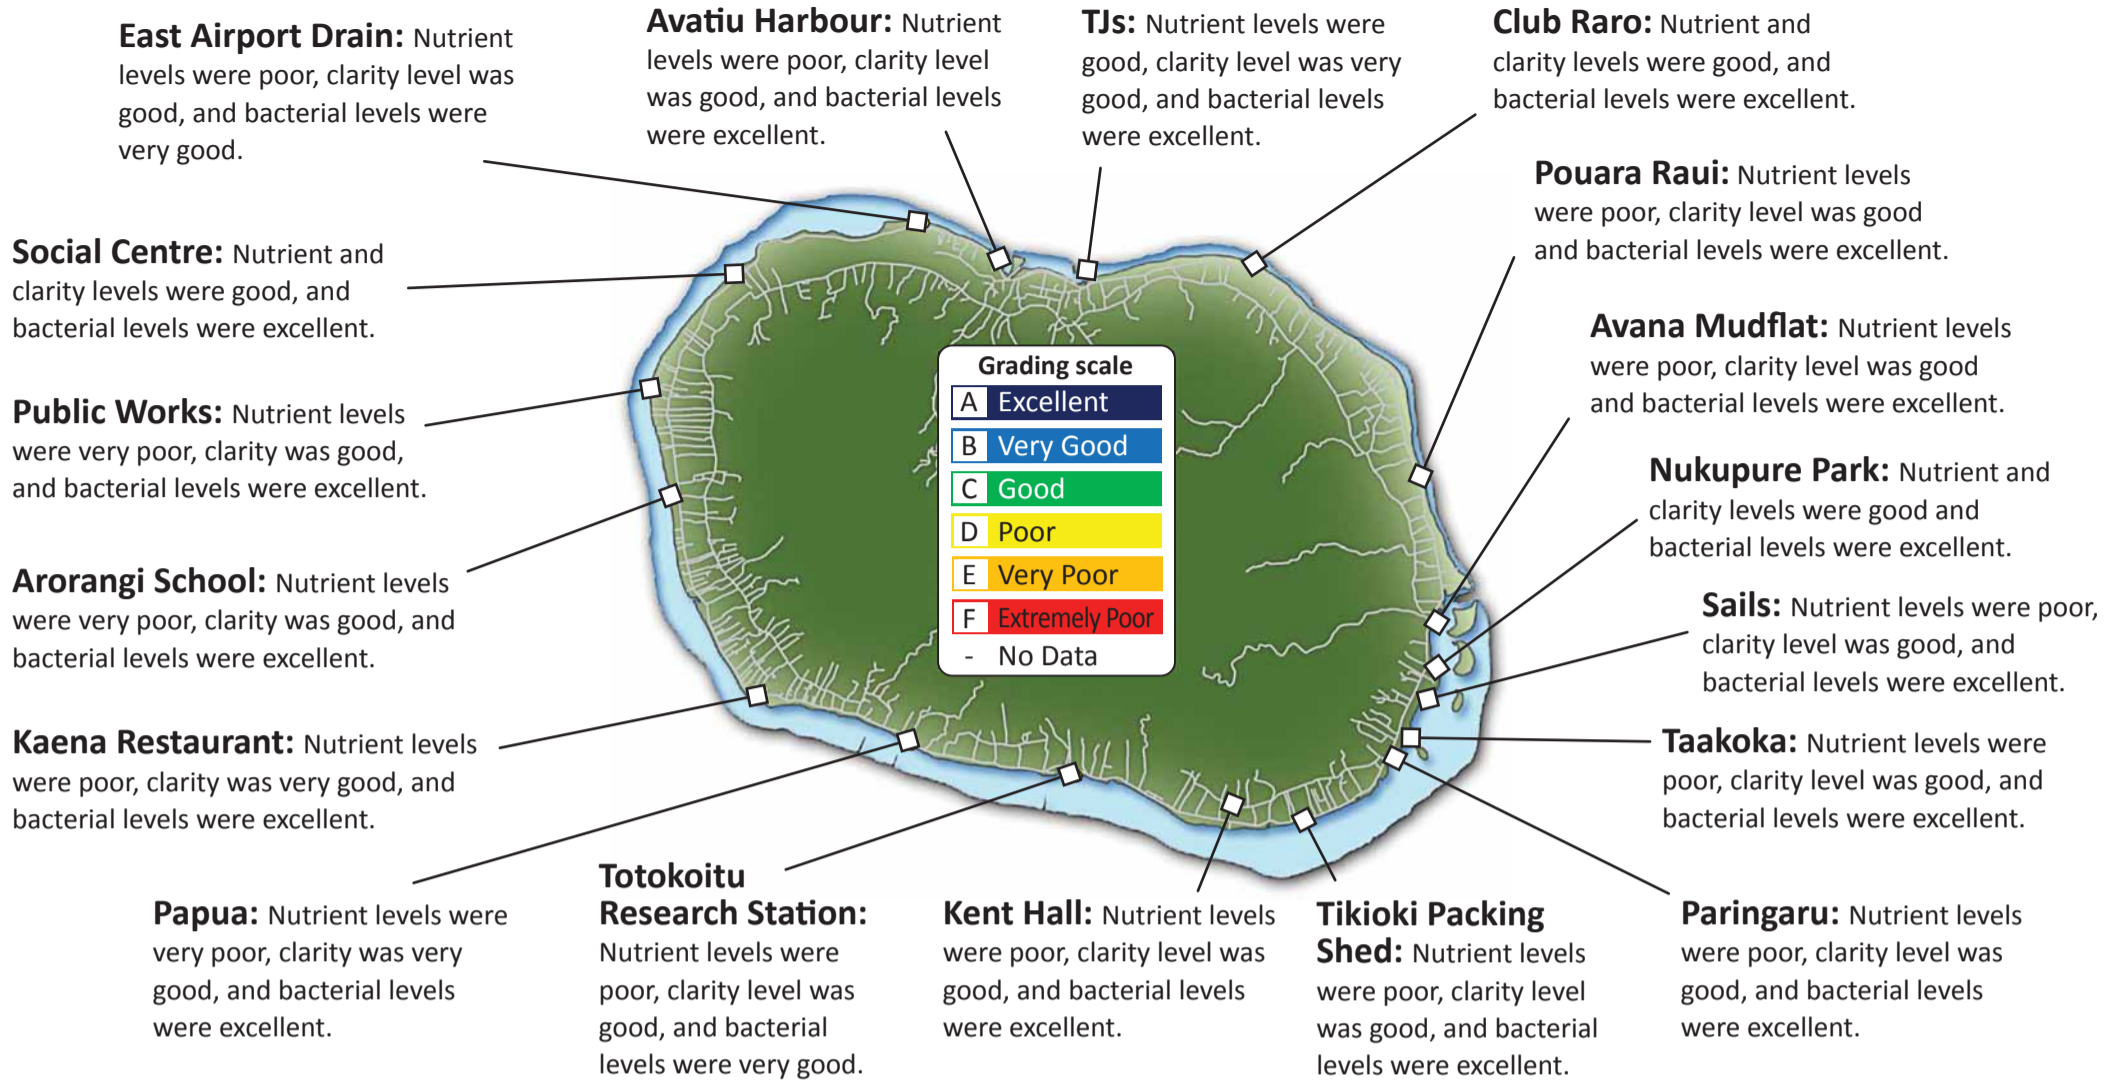 East Airport Drain: Nutrient
levels were poor, clarity level was
good, and bacterial levels were
very good.
Avatiu Harbour: Nutrient
levels were poor, clarity level
was good, and bacterial levels
were excellent.
TJs: Nutrient levels were
good, clarity level was very
good, and bacterial levels
were excellent.
Club Raro: Nutrient and
clarity levels were good, and
bacterial levels were excellent.
Pouara Raui: Nutrient levels
were poor, clarity level was good
and bacterial levels were excellent.
Social Centre: Nutrient and
clarity levels were good, and
bacterial levels were excellent.
Avana Mudflat: Nutrient levels
were poor, clarity level was good
and bacterial levels were excellent.
Public Works: Nutrient levels
were very poor, clarity was good,
and bacterial levels were excellent.
Grading scale
A Excellent
B Very Good
C Good
D Poor
E Very Poor
F Extremely Poor
- No Data
Nukupure Park: Nutrient and
clarity levels were good and
bacterial levels were excellent.
Arorangi School: Nutrient levels
were very poor, clarity was good, and
bacterial levels were excellent.
Sails: Nutrient levels were poor,
clarity level was good, and
bacterial levels were excellent.
Kaena Restaurant: Nutrient levels
were poor, clarity was very good, and
bacterial levels were excellent.
Taakoka: Nutrient levels were
poor, clarity level was good, and
bacterial levels were excellent.
Papua: Nutrient levels were
very poor, clarity was very
good, and bacterial levels
were excellent.
Totokoitu
Research Station:
Nutrient levels were
poor, clarity level was
good, and bacterial
levels were very good.
Kent Hall: Nutrient levels
were poor, clarity level was
good, and bacterial levels
were excellent.
Tikioki Packing
Shed: Nutrient levels
were poor, clarity level
was good, and bacterial
levels were excellent.
Paringaru: Nutrient levels
were poor, clarity level was
good, and bacterial levels
were excellent.